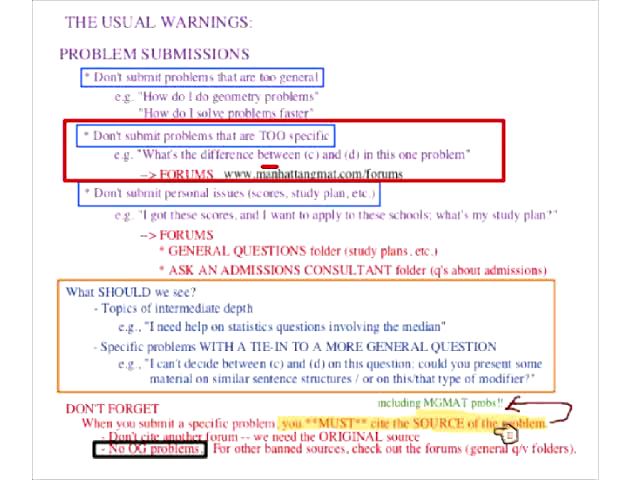 THE USUAL WARNINGS:
PROBLEM SUBMISSIONS
* Don't submit problems that are too general
e.g. "How do I do geometry problems"
"How do I solve problems faster"
* Don't submit problems that are TOO specific
e.g. "What's the difference between (c) and (d) in this one problem"
--> FORUMS www.manhattangmat.com/forums
* Don't submit personal issues (scores, study plan, etc.)
e.g. "I got these scores, and I want to apply to these schools; what's my study plan?"
--> FORUMS
* GENERAL QUESTIONS folder (study plans, etc.)
* ASK AN ADMISSIONS CONSULTANT folder (q's about admissions)
What SHOULD we see?
- Topics of intermediate depth
e.g., "I need help on statistics questions involving the median"
- Specific problems WITH A TIE-IN TO A MORE GENERAL QUESTION
e.g., "I can't decide between (c) and (d) on this question; could you present some
material on similar sentence structures / or on this/that type of modifier?"
including MGMAT probs!!
DON'T FORGET
When you submit a specific problem, you **MUST** cite the SOURCE of the problem.
- Don't cite another forum -- we need the ORIGINAL source
- No OG problems. For other banned sources, check out the forums (general q/v folders).